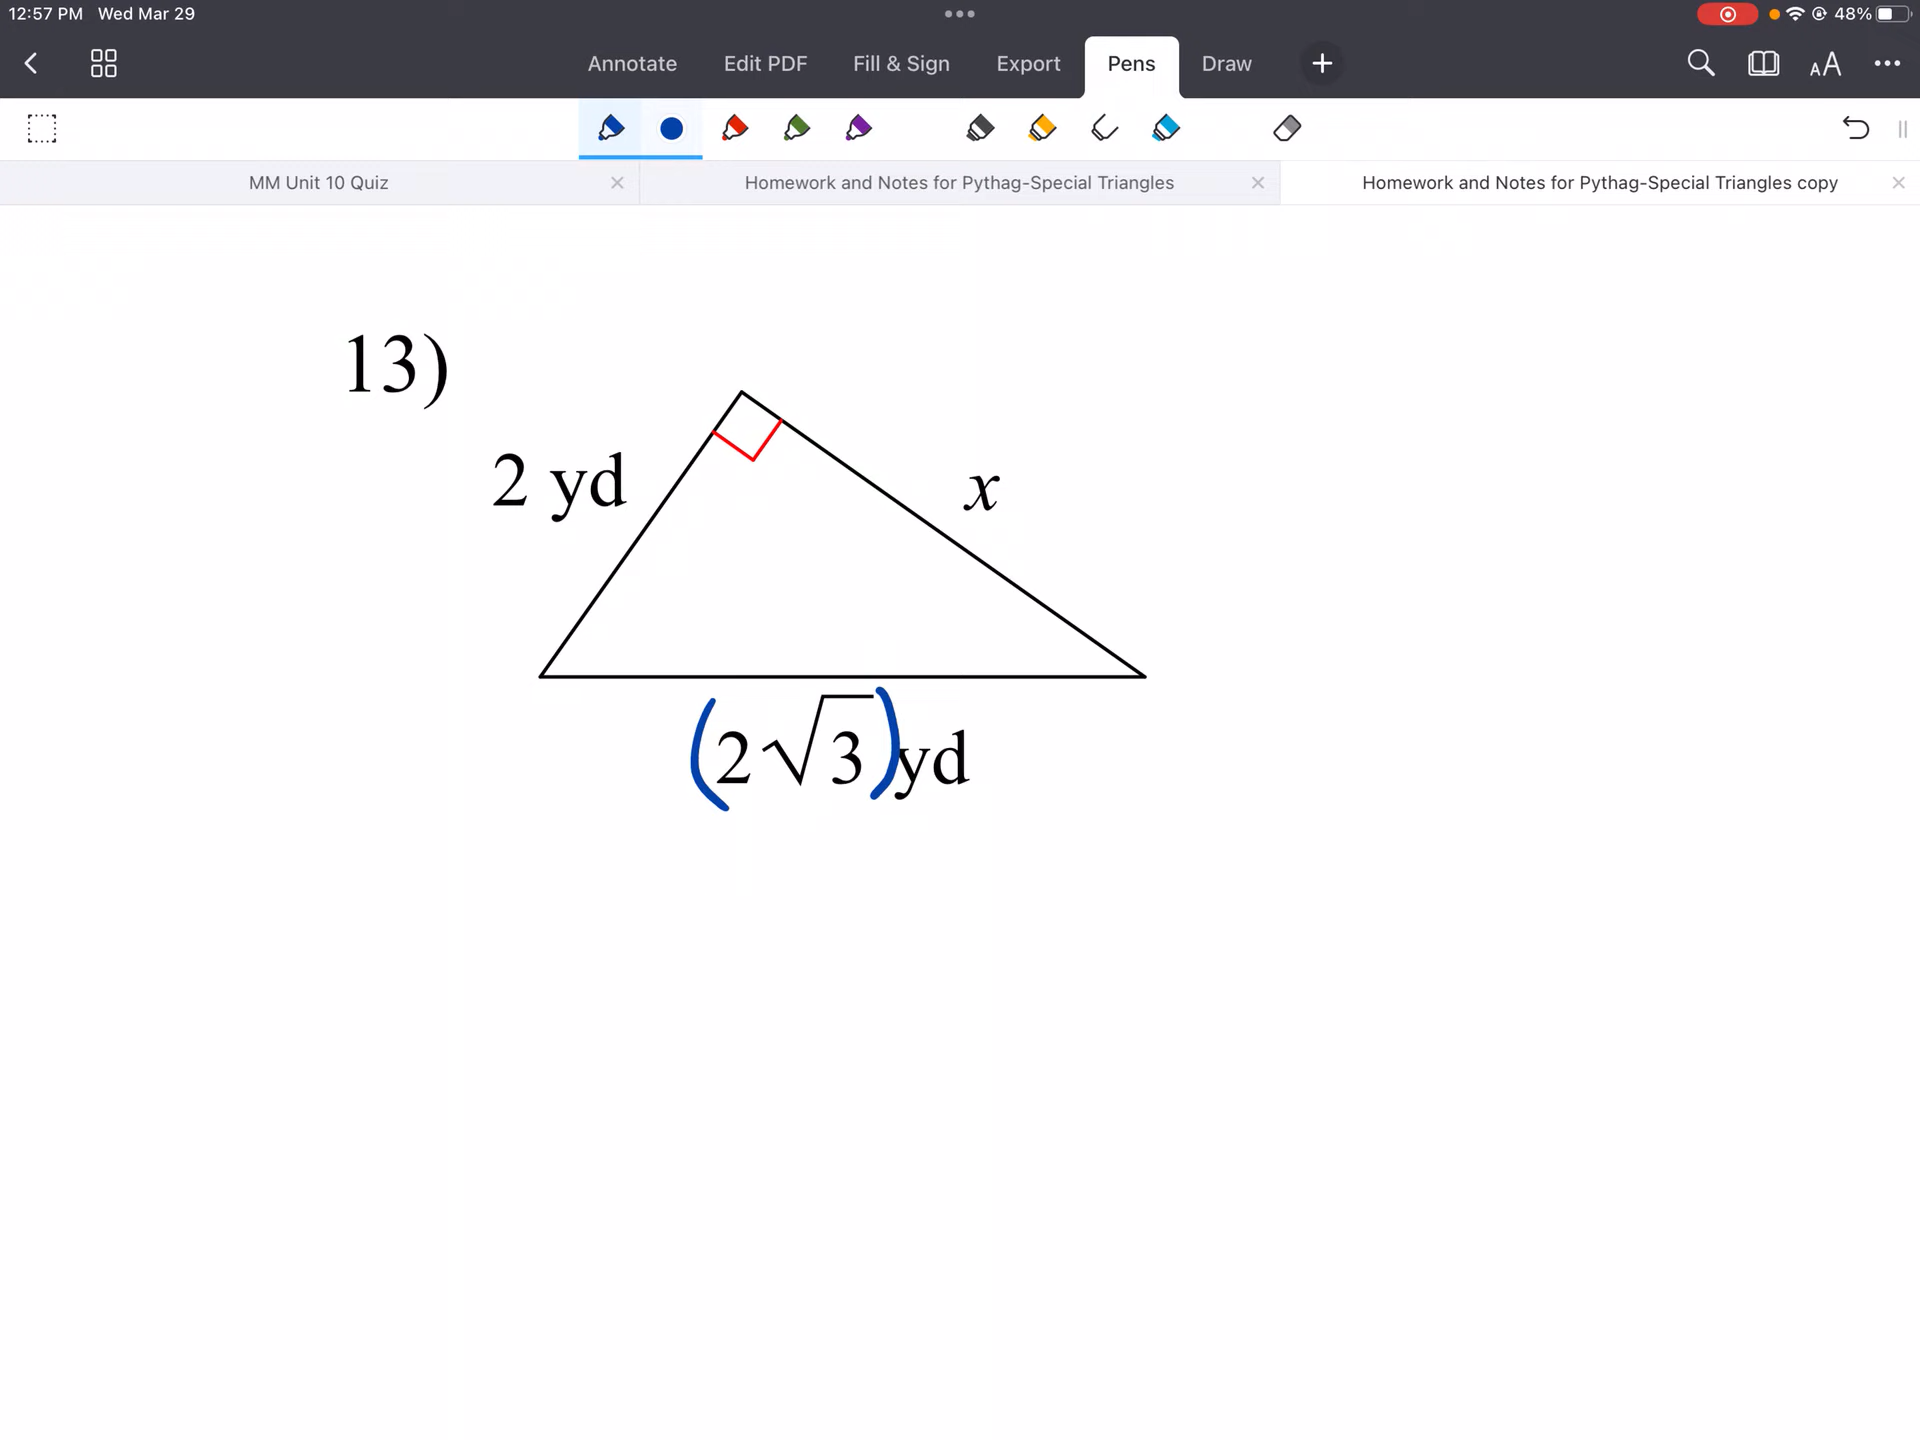 12:57 PM Wed Mar 29 48%
Annotate Edit PDF Fill & Sign Export Pens Draw
AA
MM Unit 10 Quiz Homework and Notes for Pythag-Special Triangles Homework and Notes for Pythag-Special Triangles copy
13)
2 yd
x
(2√3) yd